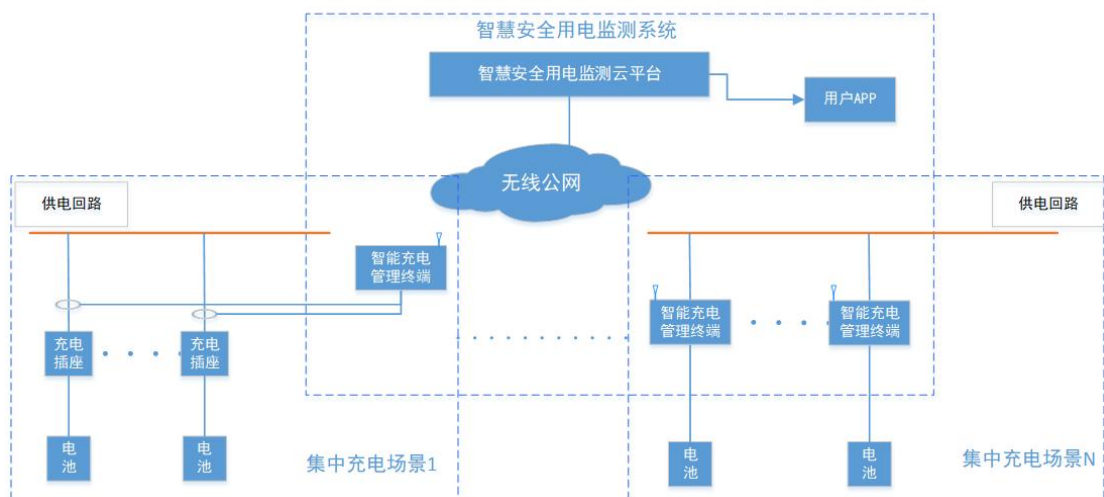 智慧安全用电监测系统
智慧安全用电监测云平台
用户APP
无线公网
供电回路
供电回路
智能充电
管理终端
智能充电
管理终端
智能充电
管理终端
充电
插座
充电
插座
电
池
电
池
集中充电场景1
电
池
电
池
集中充电场景N